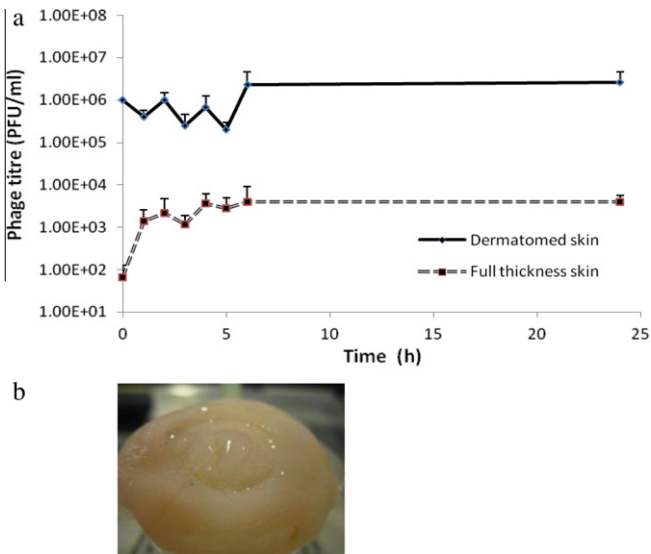 a
1.00E+08
1.00E+07
1.00E+06
1.00E+05
1.00E+04
1.00E+03
1.00E+02
1.00E+01
Phage titre (PFU/ml)
Dermatomed skin
Full thickness skin
0 5 10 15 20 25
Time (h)
b